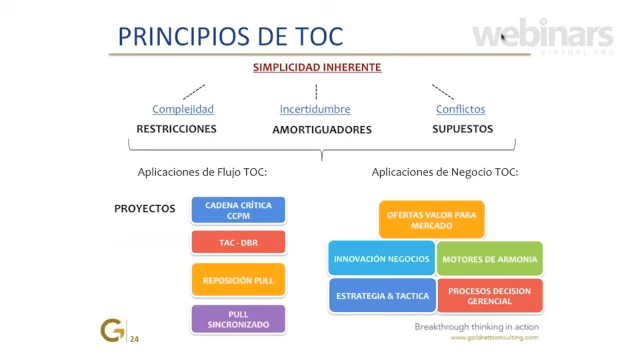 PRINCIPIOS DE TOC
webinars
VIRTUAL PRO
SIMPLICIDAD INHERENTE
Complejidad
Incertidumbre
Conflictos
RESTRICCIONES
AMORTIGUADORES
SUPUESTOS
Aplicaciones de Flujo TOC:
Aplicaciones de Negocio TOC:
PROYECTOS
CADENA CRÍTICA
CCPM
TAC - DBR
REPOSICIÓN PULL
PULL
SINCRONIZADO
OFERTAS VALOR PARA
MERCADO
INNOVACIÓN NEGOCIOS
MOTORES DE ARMONIA
ESTRATEGIA & TACTICA
PROCESOS DECISION
GERENCIAL
G
24
Breakthrough thinking in action
www.goldrattconsulting.com